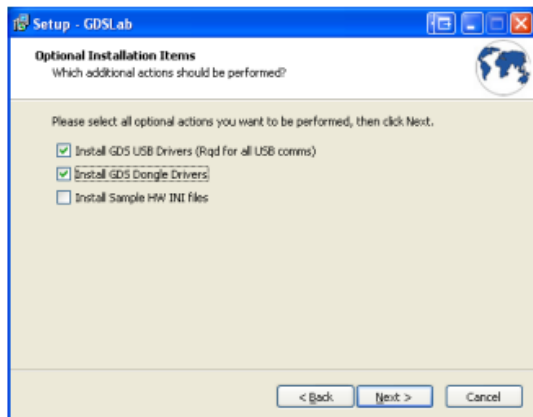 Setup - GDSLab
Optional Installation Items
Which additional actions should be performed?
Please select all optional actions you want to be performed, then click Next.
Install GDS USB Drivers (Rqd for all USB comms)
Install GDS Dongle Drivers
Install Sample HW INI files
< Back
Next >
Cancel